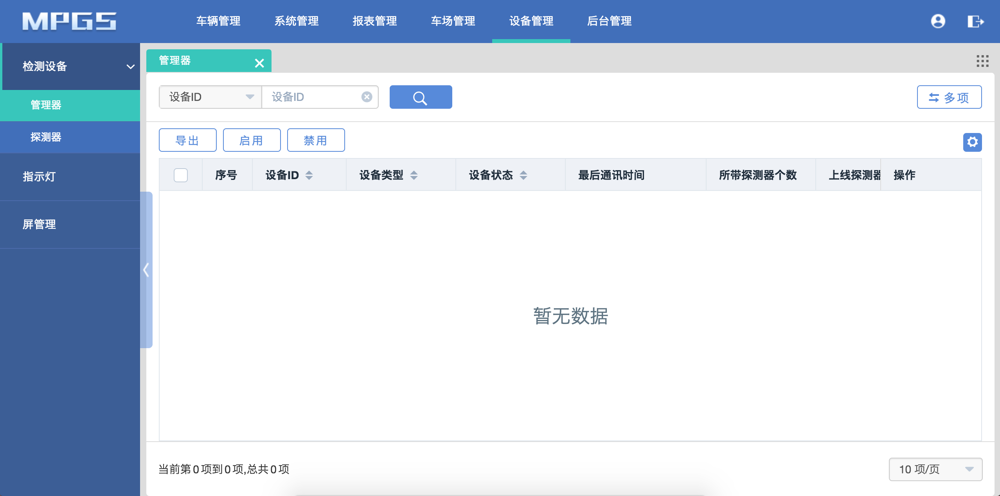 MPGS
车辆管理 系统管理 报表管理 车场管理 设备管理 后台管理
检测设备
管理器
探测器
指示灯
屏管理
管理器
设备ID 设备ID 多项
导出 启用 禁用
序号 设备ID 设备类型 设备状态 最后通讯时间 所带探测器个数 上线探测器 操作
暂无数据
当前第0项到0项,总共0项
10 项/页